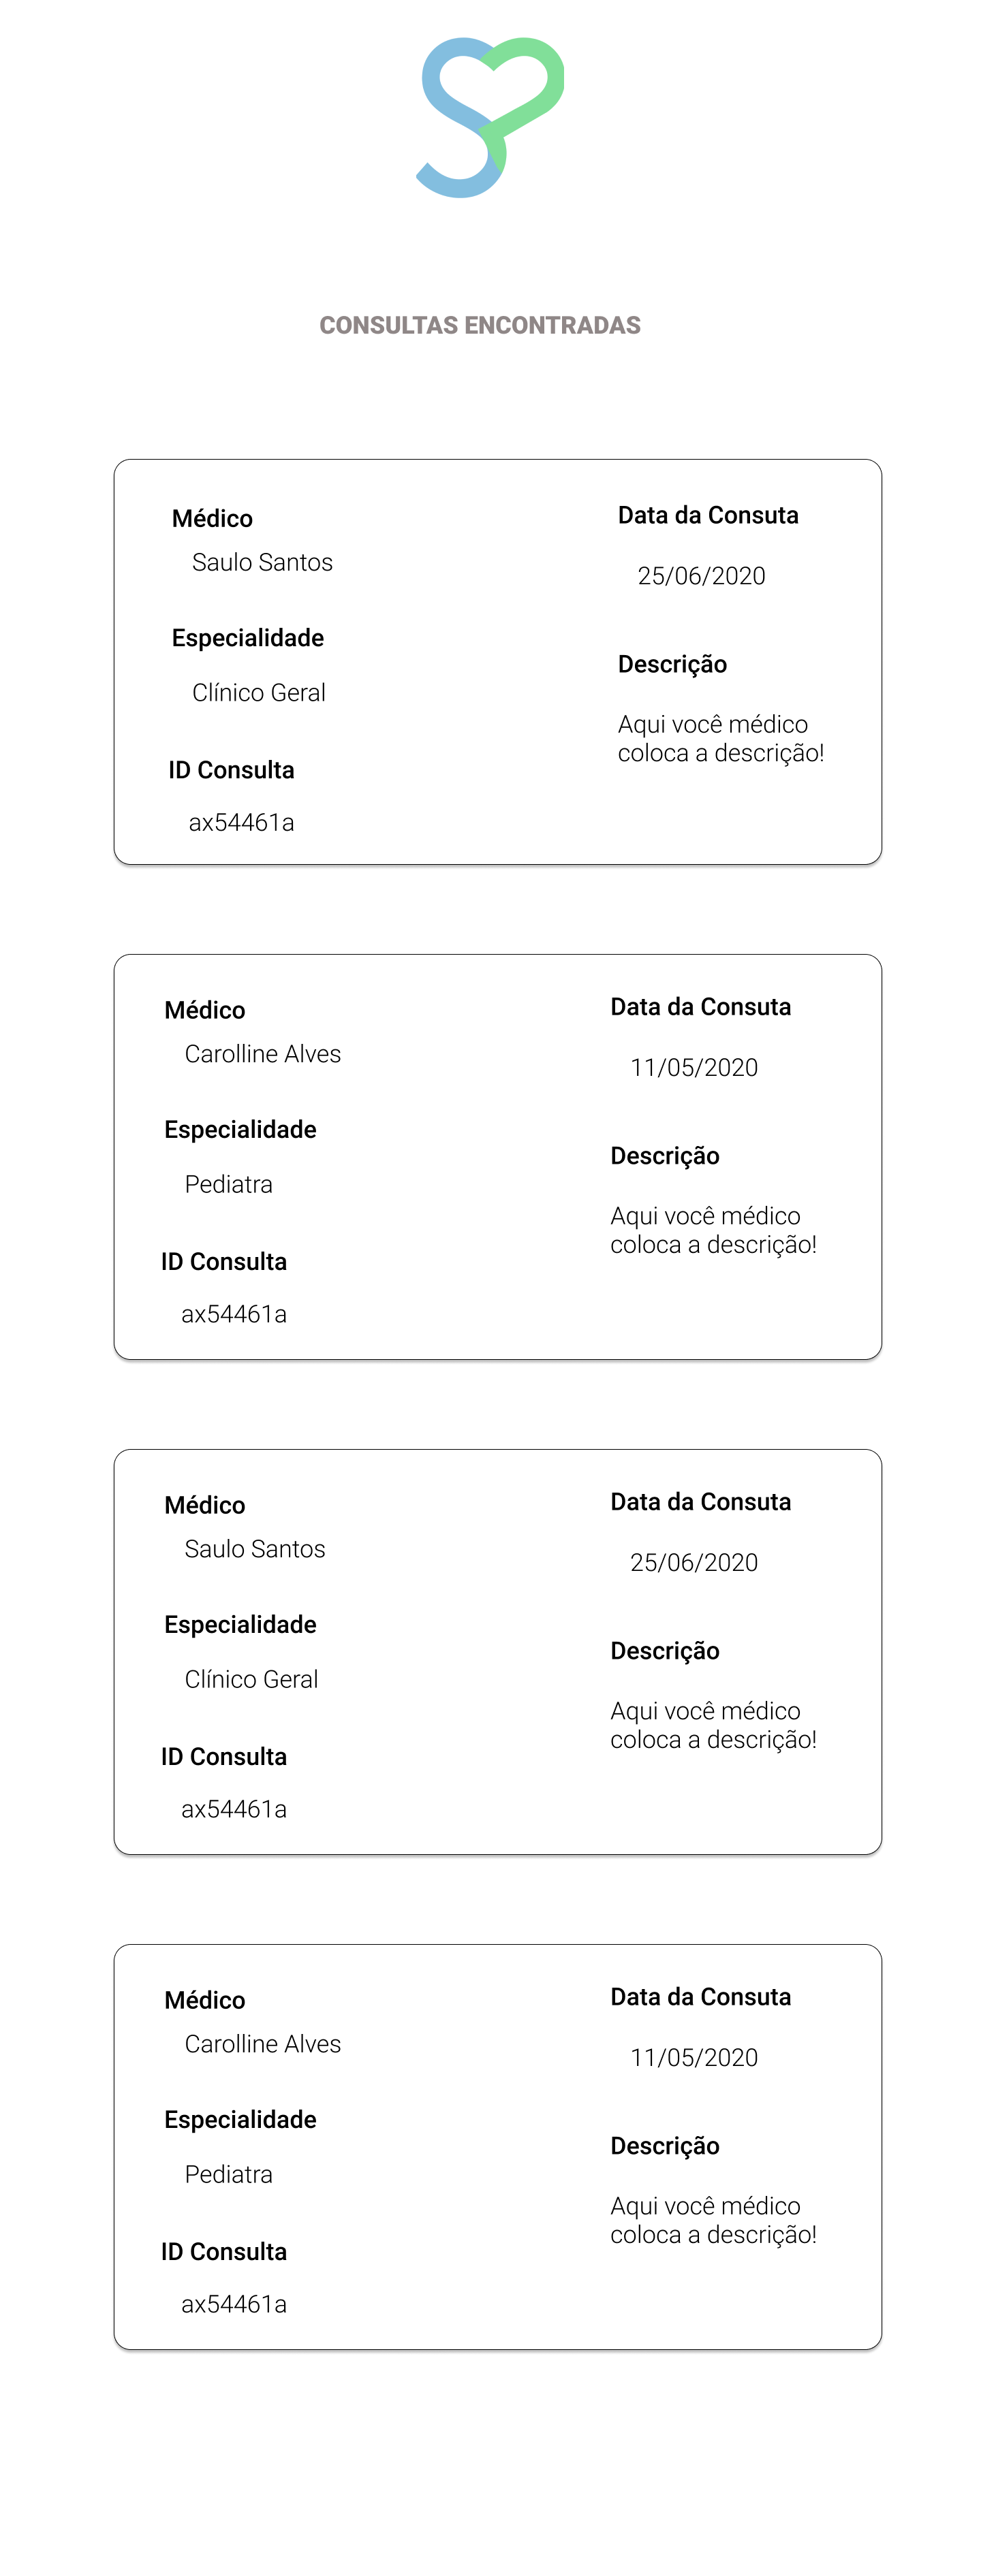 CONSULTAS ENCONTRADAS
Médico
Saulo Santos
Especialidade
Clínico Geral
ID Consulta
ax54461a
Data da Consuta
25/06/2020
Descrição
Aqui você médico
coloca a descrição!
Médico
Carolline Alves
Especialidade
Pediatra
ID Consulta
ax54461a
Data da Consuta
11/05/2020
Descrição
Aqui você médico
coloca a descrição!
Médico
Saulo Santos
Especialidade
Clínico Geral
ID Consulta
ax54461a
Data da Consuta
25/06/2020
Descrição
Aqui você médico
coloca a descrição!
Médico
Carolline Alves
Especialidade
Pediatra
ID Consulta
ax54461a
Data da Consuta
11/05/2020
Descrição
Aqui você médico
coloca a descrição!